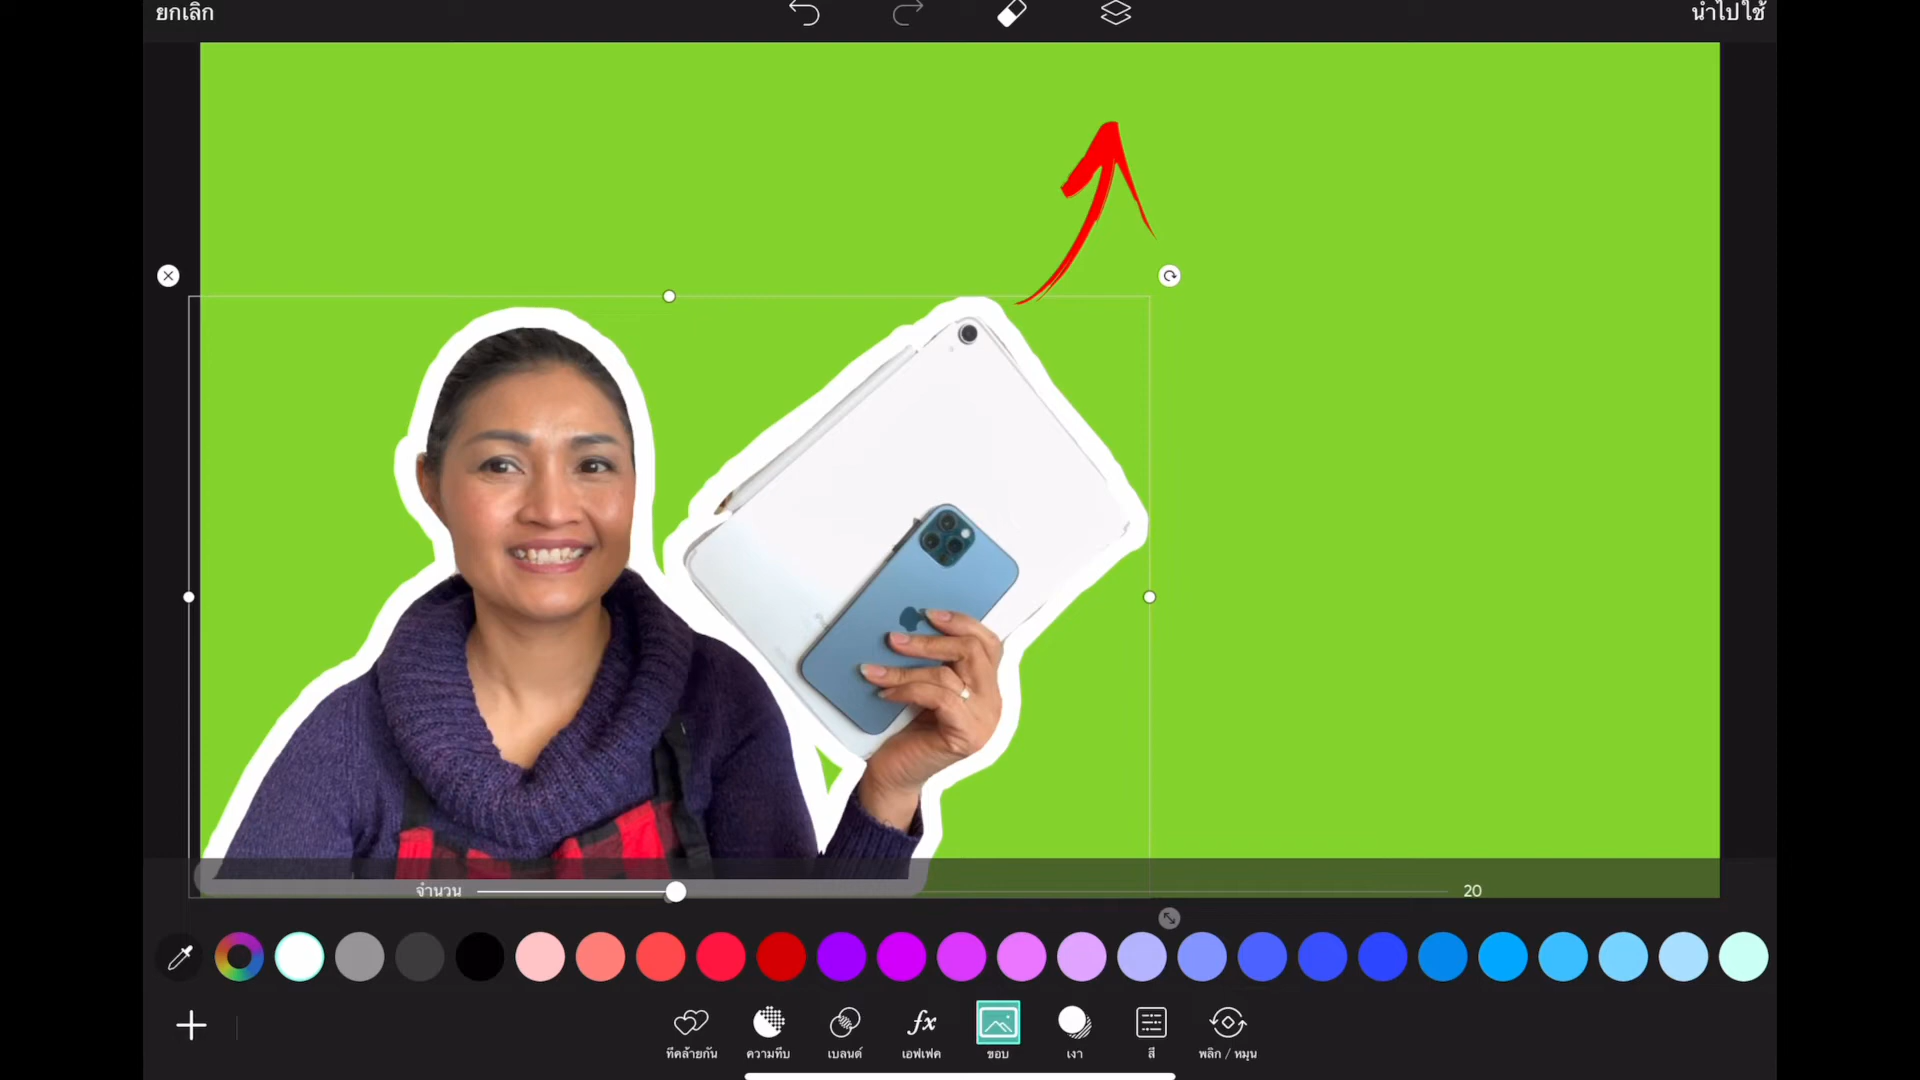 ยกเลิก
นำไปใช้
จำนวน 20
ที่คล้ายกัน ความทึบ เบลนด์ เอฟเฟค ขอบ เงา สี พลิก / หมุน